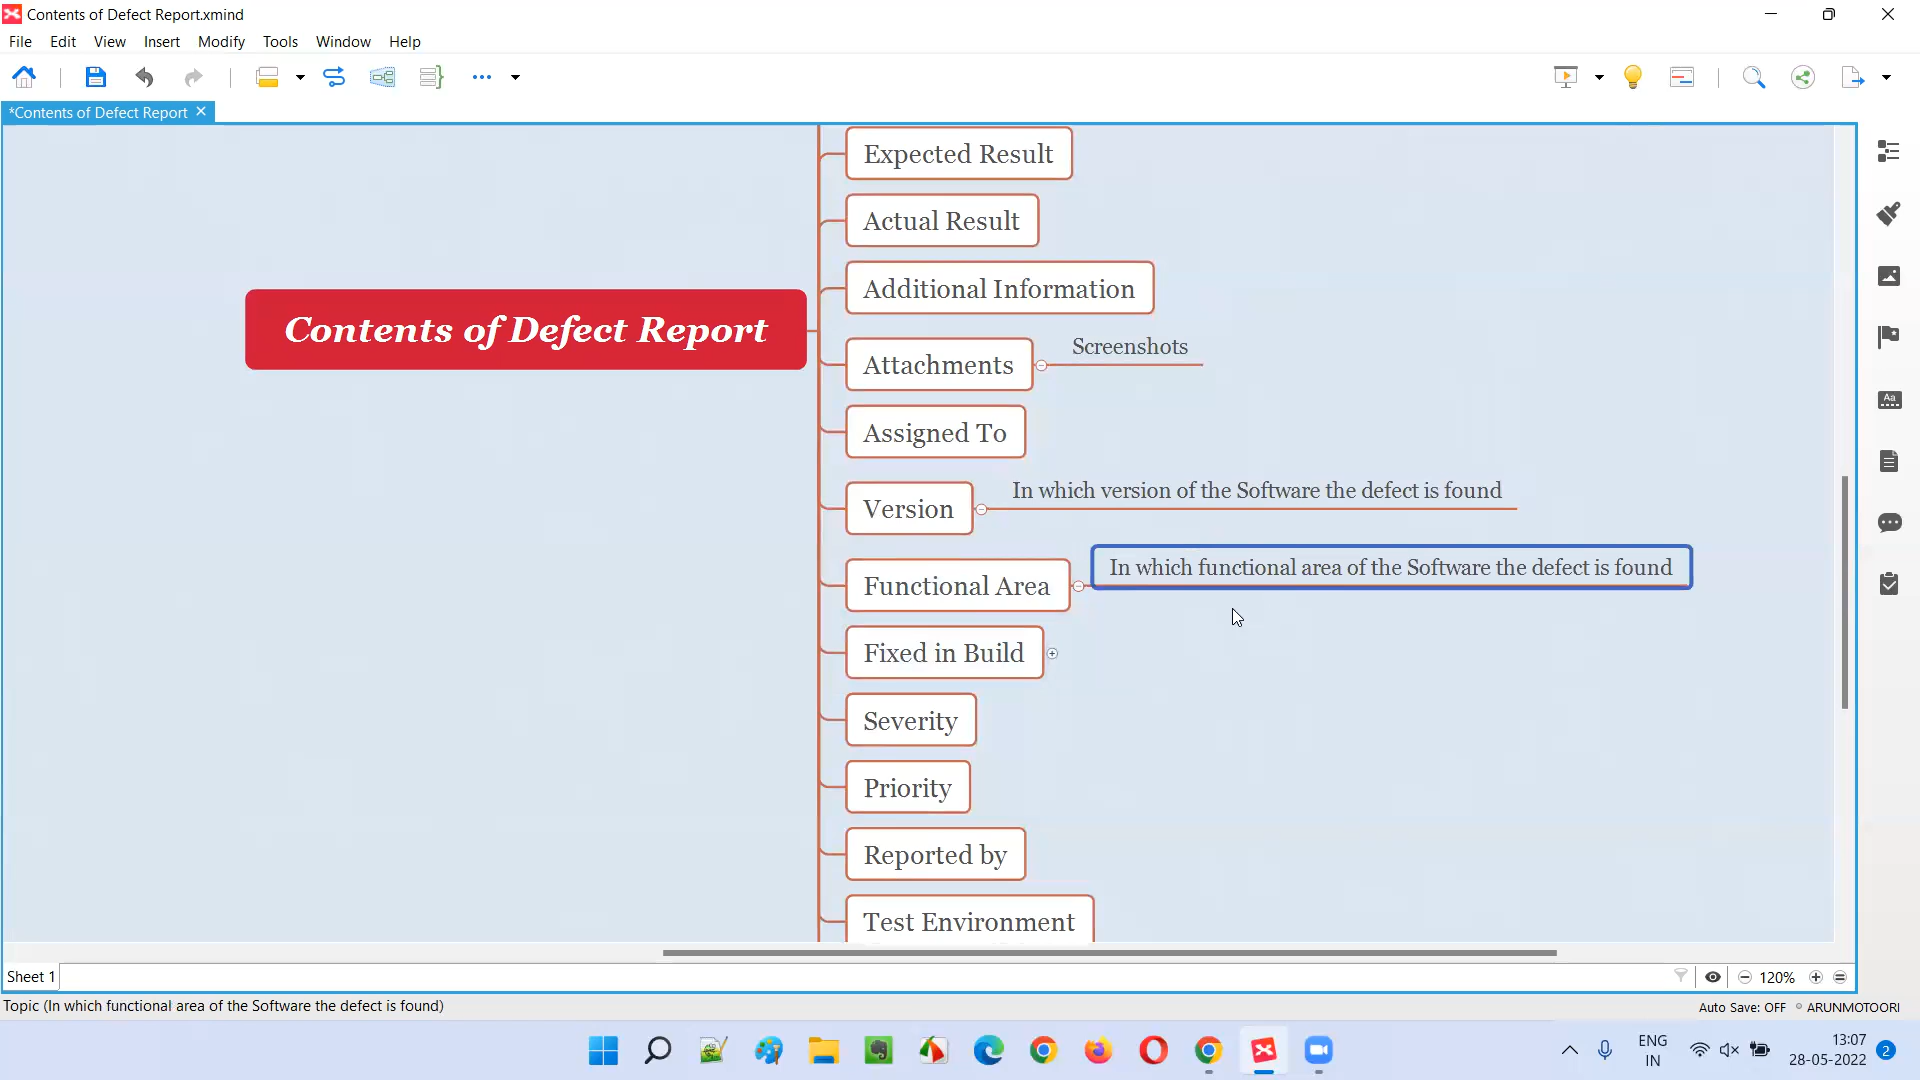 Contents of Defect Report.xmind
File Edit View Insert Modify Tools Window Help
*Contents of Defect Report
Expected Result
Actual Result
Additional Information
Contents of Defect Report
Attachments
Screenshots
Assigned To
Version
In which version of the Software the defect is found
Functional Area
In which functional area of the Software the defect is found
Fixed in Build
Severity
Priority
Reported by
Test Environment
Aa
Sheet 1
120%
Topic (In which functional area of the Software the defect is found)
Auto Save: OFF ARUNMOTOORI
ENG
IN
13:07
28-05-2022
2